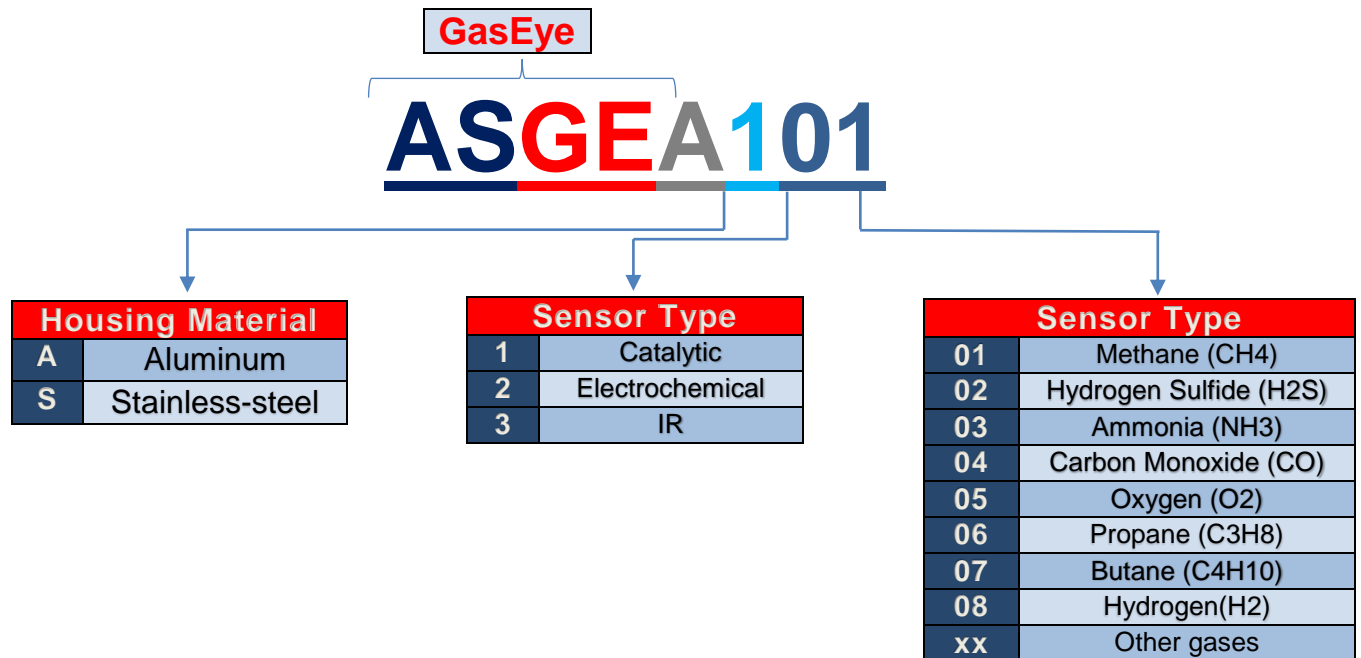 GasEye
ASGEA101
Housing Material
A Aluminum
S Stainless-steel
Sensor Type
1 Catalytic
2 Electrochemical
3 IR
Sensor Type
01 Methane (CH4)
02 Hydrogen Sulfide (H2S)
03 Ammonia (NH3)
04 Carbon Monoxide (CO)
05 Oxygen (O2)
06 Propane (C3H8)
07 Butane (C4H10)
08 Hydrogen(H2)
xx Other gases